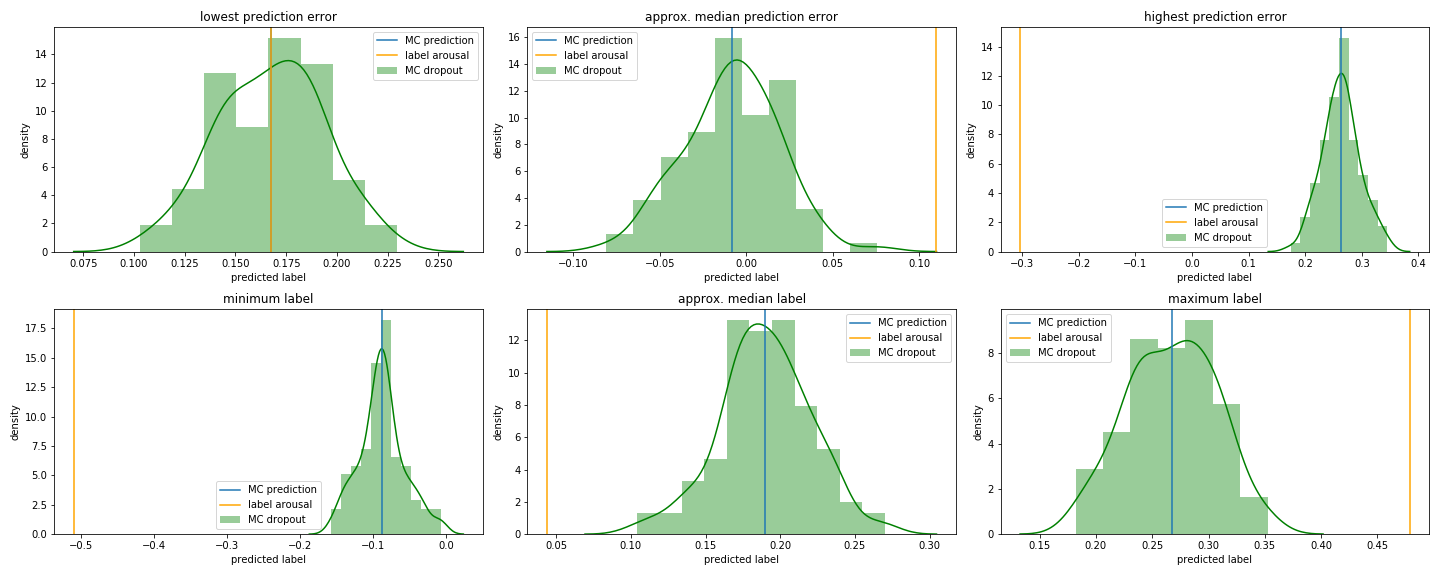 lowest prediction error
MC prediction
label arousal
MC dropout
density
14
12
10
8
6
4
2
0
0.075 0.100 0.125 0.150 0.175 0.200 0.225 0.250
predicted label
approx. median prediction error
MC prediction
label arousal
MC dropout
density
16
14
12
10
8
6
4
2
0
−0.10 −0.05 0.00 0.05 0.10
predicted label
highest prediction error
MC prediction
label arousal
MC dropout
density
14
12
10
8
6
4
2
0
−0.3 −0.2 −0.1 0.0 0.1 0.2 0.3 0.4
predicted label
minimum label
MC prediction
label arousal
MC dropout
density
17.5
15.0
12.5
10.0
7.5
5.0
2.5
0.0
−0.5 −0.4 −0.3 −0.2 −0.1 0.0
predicted label
approx. median label
MC prediction
label arousal
MC dropout
density
12
10
8
6
4
2
0
0.05 0.10 0.15 0.20 0.25 0.30
predicted label
maximum label
MC prediction
label arousal
MC dropout
density
8
6
4
2
0
0.15 0.20 0.25 0.30 0.35 0.40 0.45
predicted label